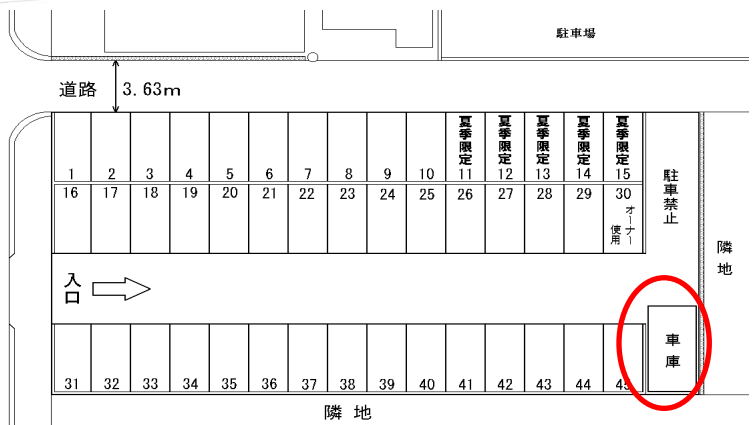 駐車場
道路 3.63m
夏季限定 夏季限定 夏季限定 夏季限定 夏季限定
1 2 3 4 5 6 7 8 9 10 11 12 13 14 15
16 17 18 19 20 21 22 23 24 25 26 27 28 29 30
オーナー
使用
駐車禁止
隣地
入口
車庫
31 32 33 34 35 36 37 38 39 40 41 42 43 44 45
隣地